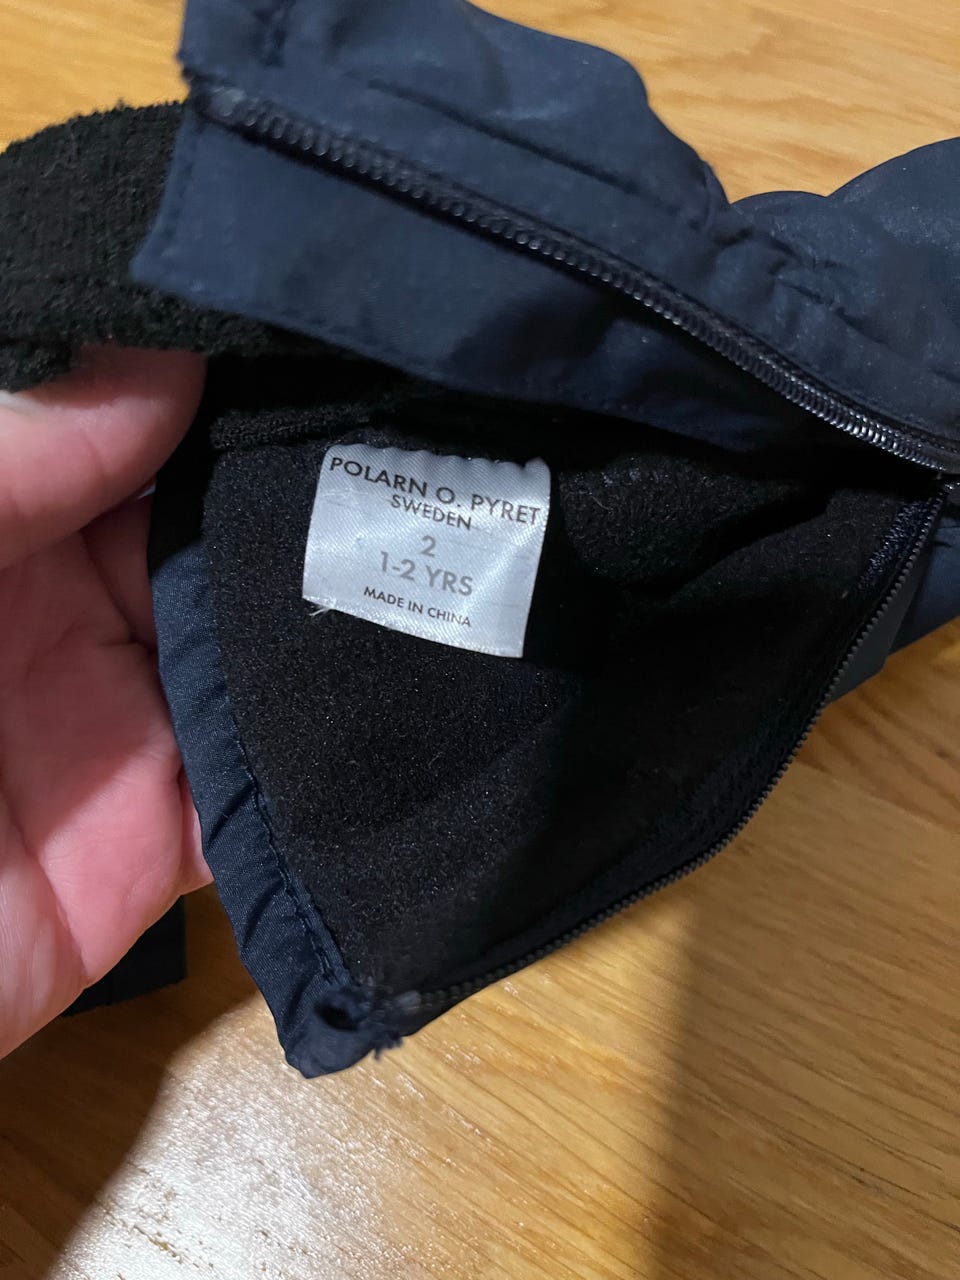 POLARN O. PYRET
SWEDEN
2
1-2 YRS
MADE IN CHINA